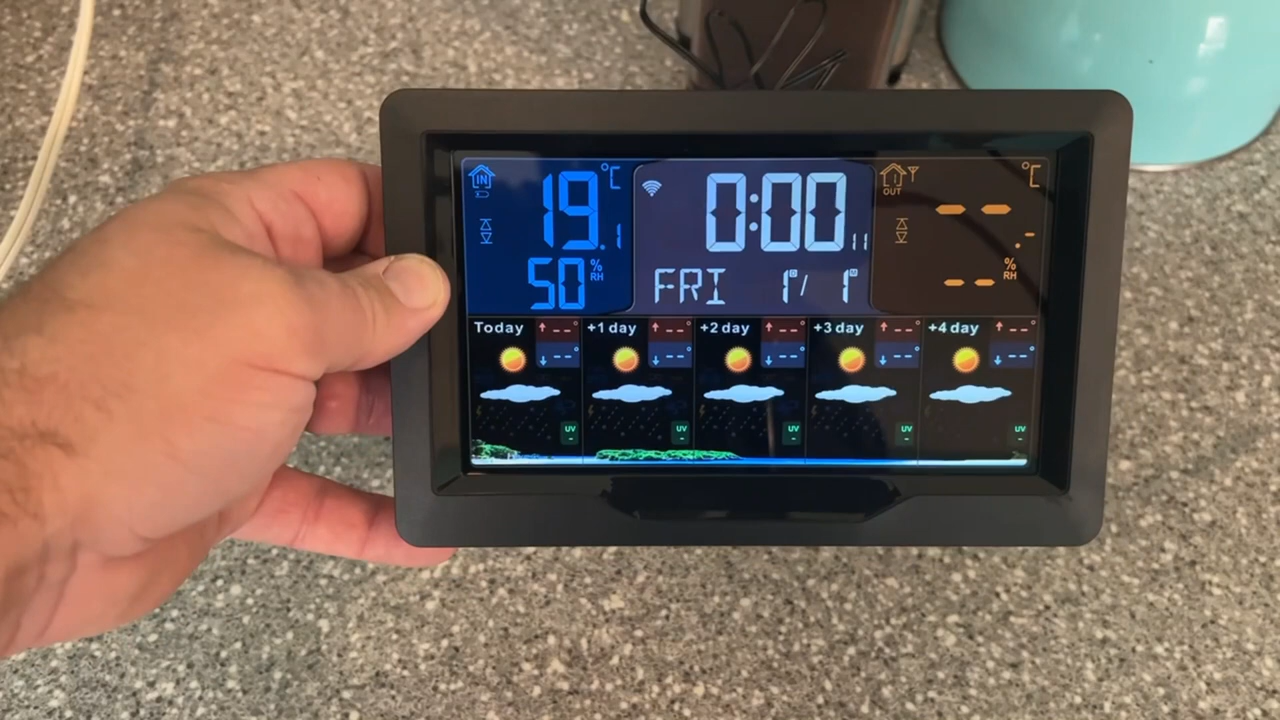 IN °C 19.1
50 % RH
0:00 11
FRI 1 D / 1 M
OUT °C -- .-
-- % RH
Today ↑--° ↓--° UV -
+1 day ↑--° ↓--° UV -
+2 day ↑--° ↓--° UV -
+3 day ↑--° ↓--° UV -
+4 day ↑--° ↓--° UV -